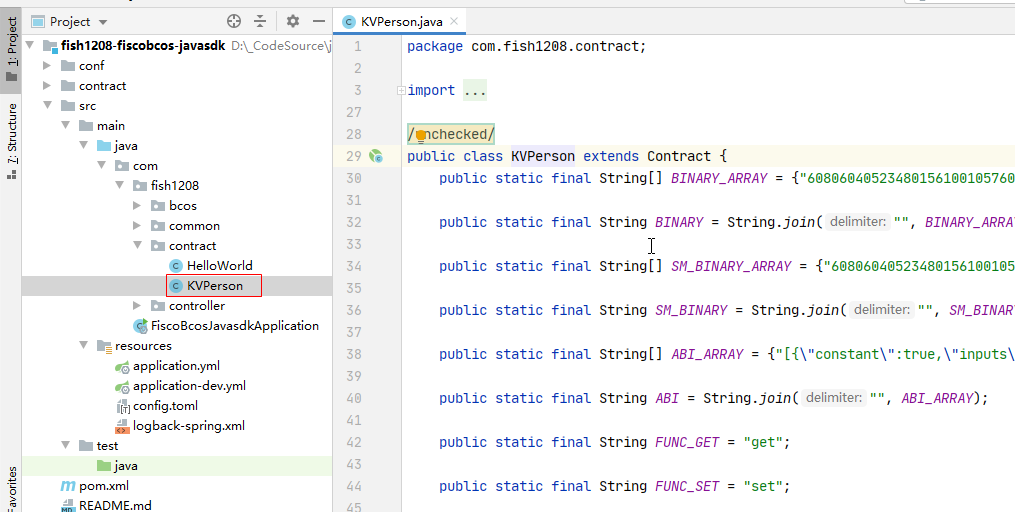 1: Project
7: Structure
Favorites
Project
fish1208-fiscobcos-javasdk D:\_CodeSource\j
conf
contract
src
main
java
com
fish1208
bcos
common
contract
HelloWorld
KVPerson
controller
FiscoBcosJavasdkApplication
resources
application.yml
application-dev.yml
config.toml
logback-spring.xml
test
java
pom.xml
README.md
KVPerson.java
1 package com.fish1208.contract;
2
3 import ...
27
28 /unchecked/
29 public class KVPerson extends Contract {
30 public static final String[] BINARY_ARRAY = {"60806040523480156100105760
31
32 public static final String BINARY = String.join( delimiter: "", BINARY_ARRA
33
34 public static final String[] SM_BINARY_ARRAY = {"60806040523480156100105
35
36 public static final String SM_BINARY = String.join( delimiter: "", SM_BINAR
37
38 public static final String[] ABI_ARRAY = {"[{\"constant\":true,\"inputs\
39
40 public static final String ABI = String.join( delimiter: "", ABI_ARRAY);
41
42 public static final String FUNC_GET = "get";
43
44 public static final String FUNC_SET = "set";
45